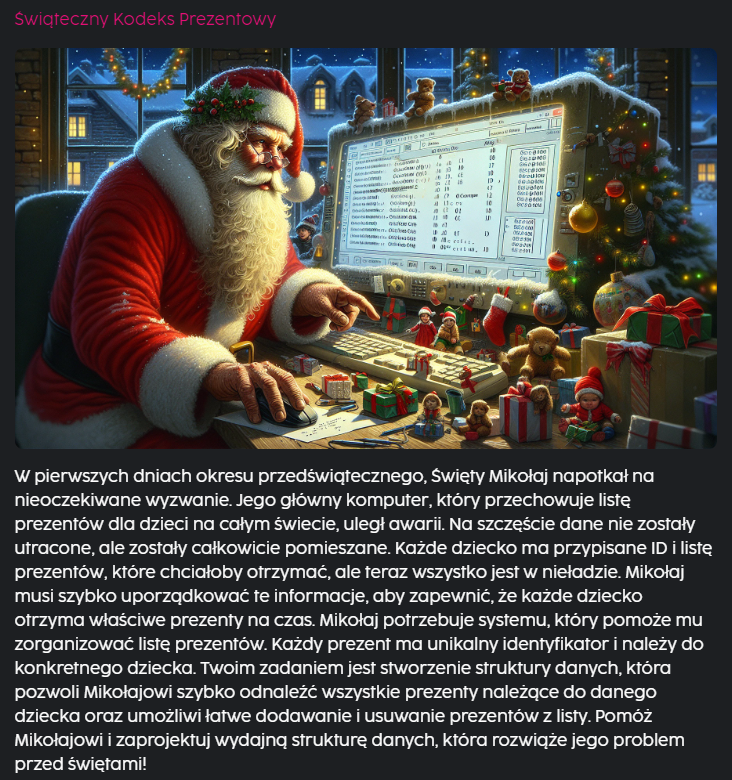 Świąteczny Kodeks Prezentowy
W pierwszych dniach okresu przedświątecznego, Święty Mikołaj napotkał na
nieoczekiwane wyzwanie. Jego główny komputer, który przechowuje listę
prezentów dla dzieci na całym świecie, uległ awarii. Na szczęście dane nie zostały
utracone, ale zostały całkowicie pomieszane. Każde dziecko ma przypisane ID i listę
prezentów, które chciałoby otrzymać, ale teraz wszystko jest w nieładzie. Mikołaj
musi szybko uporządkować te informacje, aby zapewnić, że każde dziecko
otrzyma właściwe prezenty na czas. Mikołaj potrzebuje systemu, który pomoże mu
zorganizować listę prezentów. Każdy prezent ma unikalny identyfikator i należy do
konkretnego dziecka. Twoim zadaniem jest stworzenie struktury danych, która
pozwoli Mikołajowi szybko odnaleźć wszystkie prezenty należące do danego
dziecka oraz umożliwi łatwe dodawanie i usuwanie prezentów z listy. Pomóż
Mikołajowi i zaprojektuj wydajną strukturę danych, która rozwiąże jego problem
przed świętami!